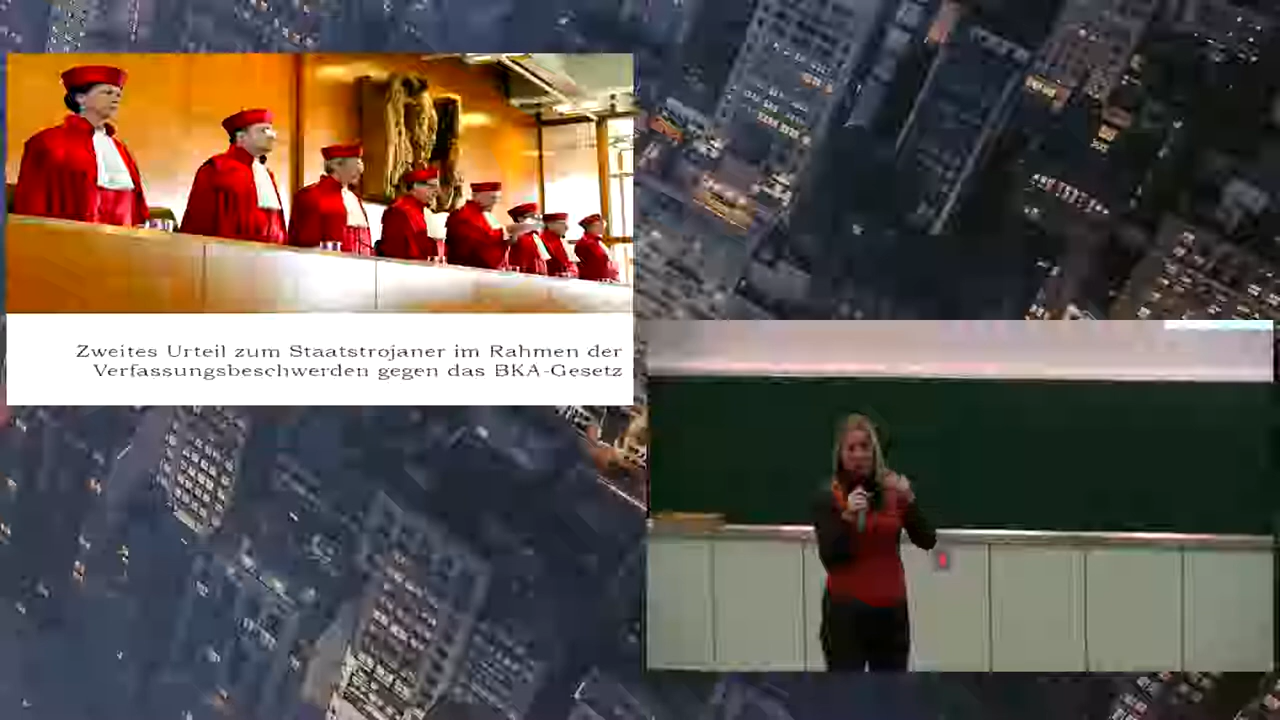 Zweites Urteil zum Staatstrojaner im Rahmen der
Verfassungsbeschwerden gegen das BKA-Gesetz